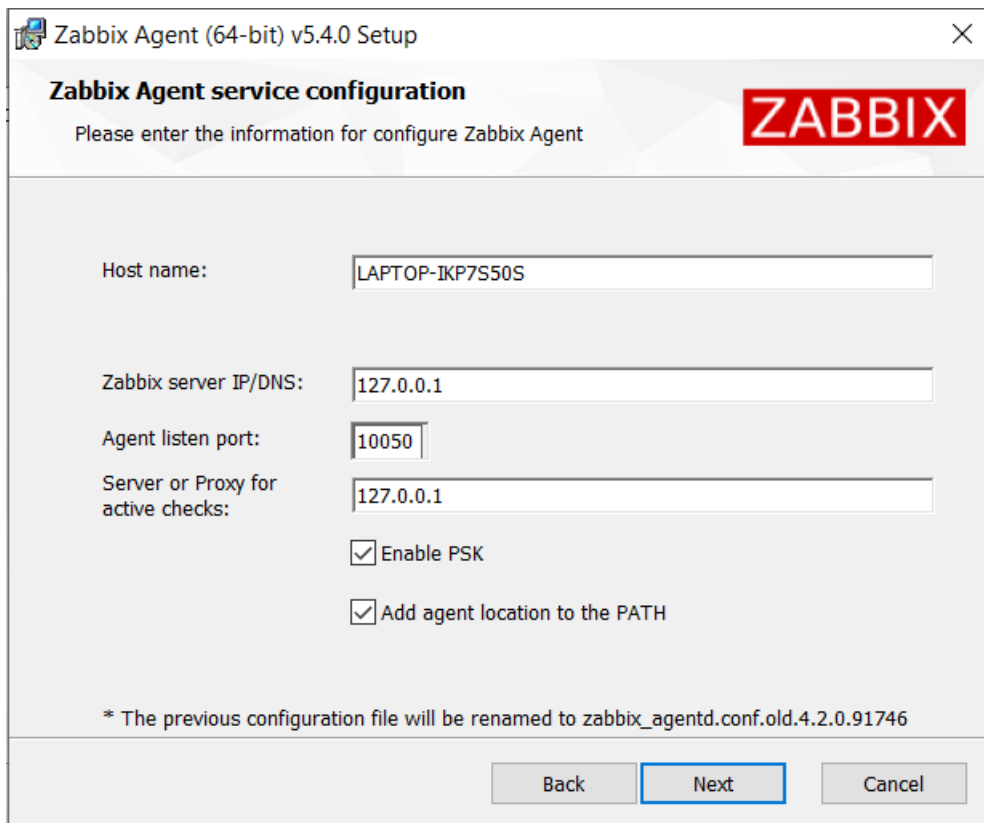 Zabbix Agent (64-bit) v5.4.0 Setup
Zabbix Agent service configuration
Please enter the information for configure Zabbix Agent
ZABBIX
Host name:
LAPTOP-IKP7S50S
Zabbix server IP/DNS:
127.0.0.1
Agent listen port:
10050
Server or Proxy for
active checks:
127.0.0.1
Enable PSK
Add agent location to the PATH
* The previous configuration file will be renamed to zabbix_agentd.conf.old.4.2.0.91746
Back
Next
Cancel